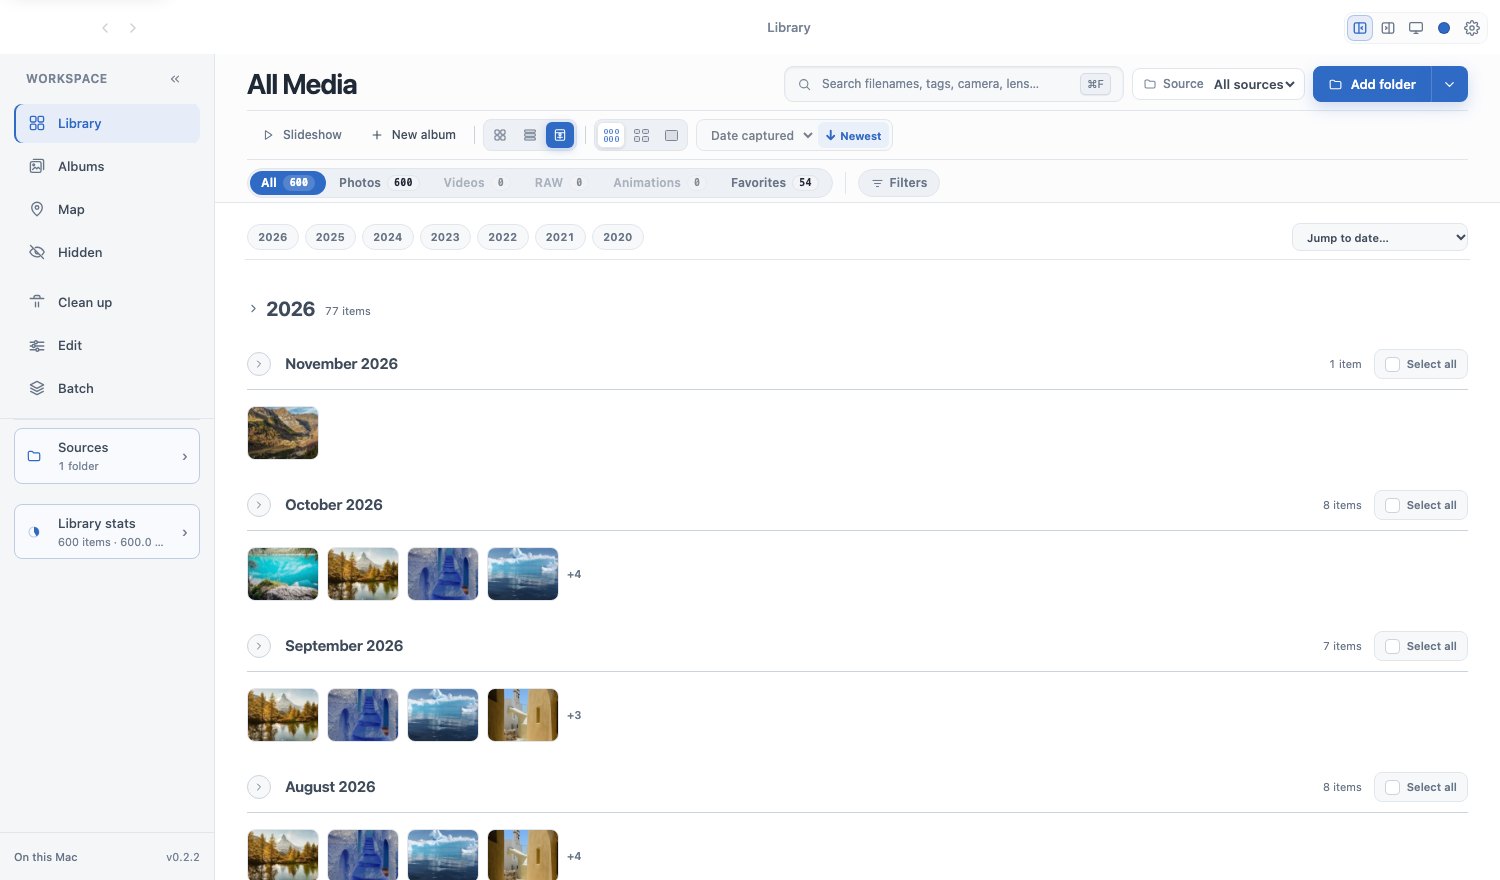 Library
WORKSPACE
Library
Albums
Map
Hidden
Clean up
Edit
Batch
Sources
1 folder
Library stats
600 items · 600.0 ...
On this Mac
v0.2.2
All Media
Search filenames, tags, camera, lens...
⌘F
Source All sources
Add folder
Slideshow
New album
Date captured
Newest
All 600
Photos 600
Videos 0
RAW 0
Animations 0
Favorites 54
Filters
2026
2025
2024
2023
2022
2021
2020
Jump to date...
2026 77 items
November 2026
1 item
Select all
October 2026
8 items
Select all
+4
September 2026
7 items
Select all
+3
August 2026
8 items
Select all
+4